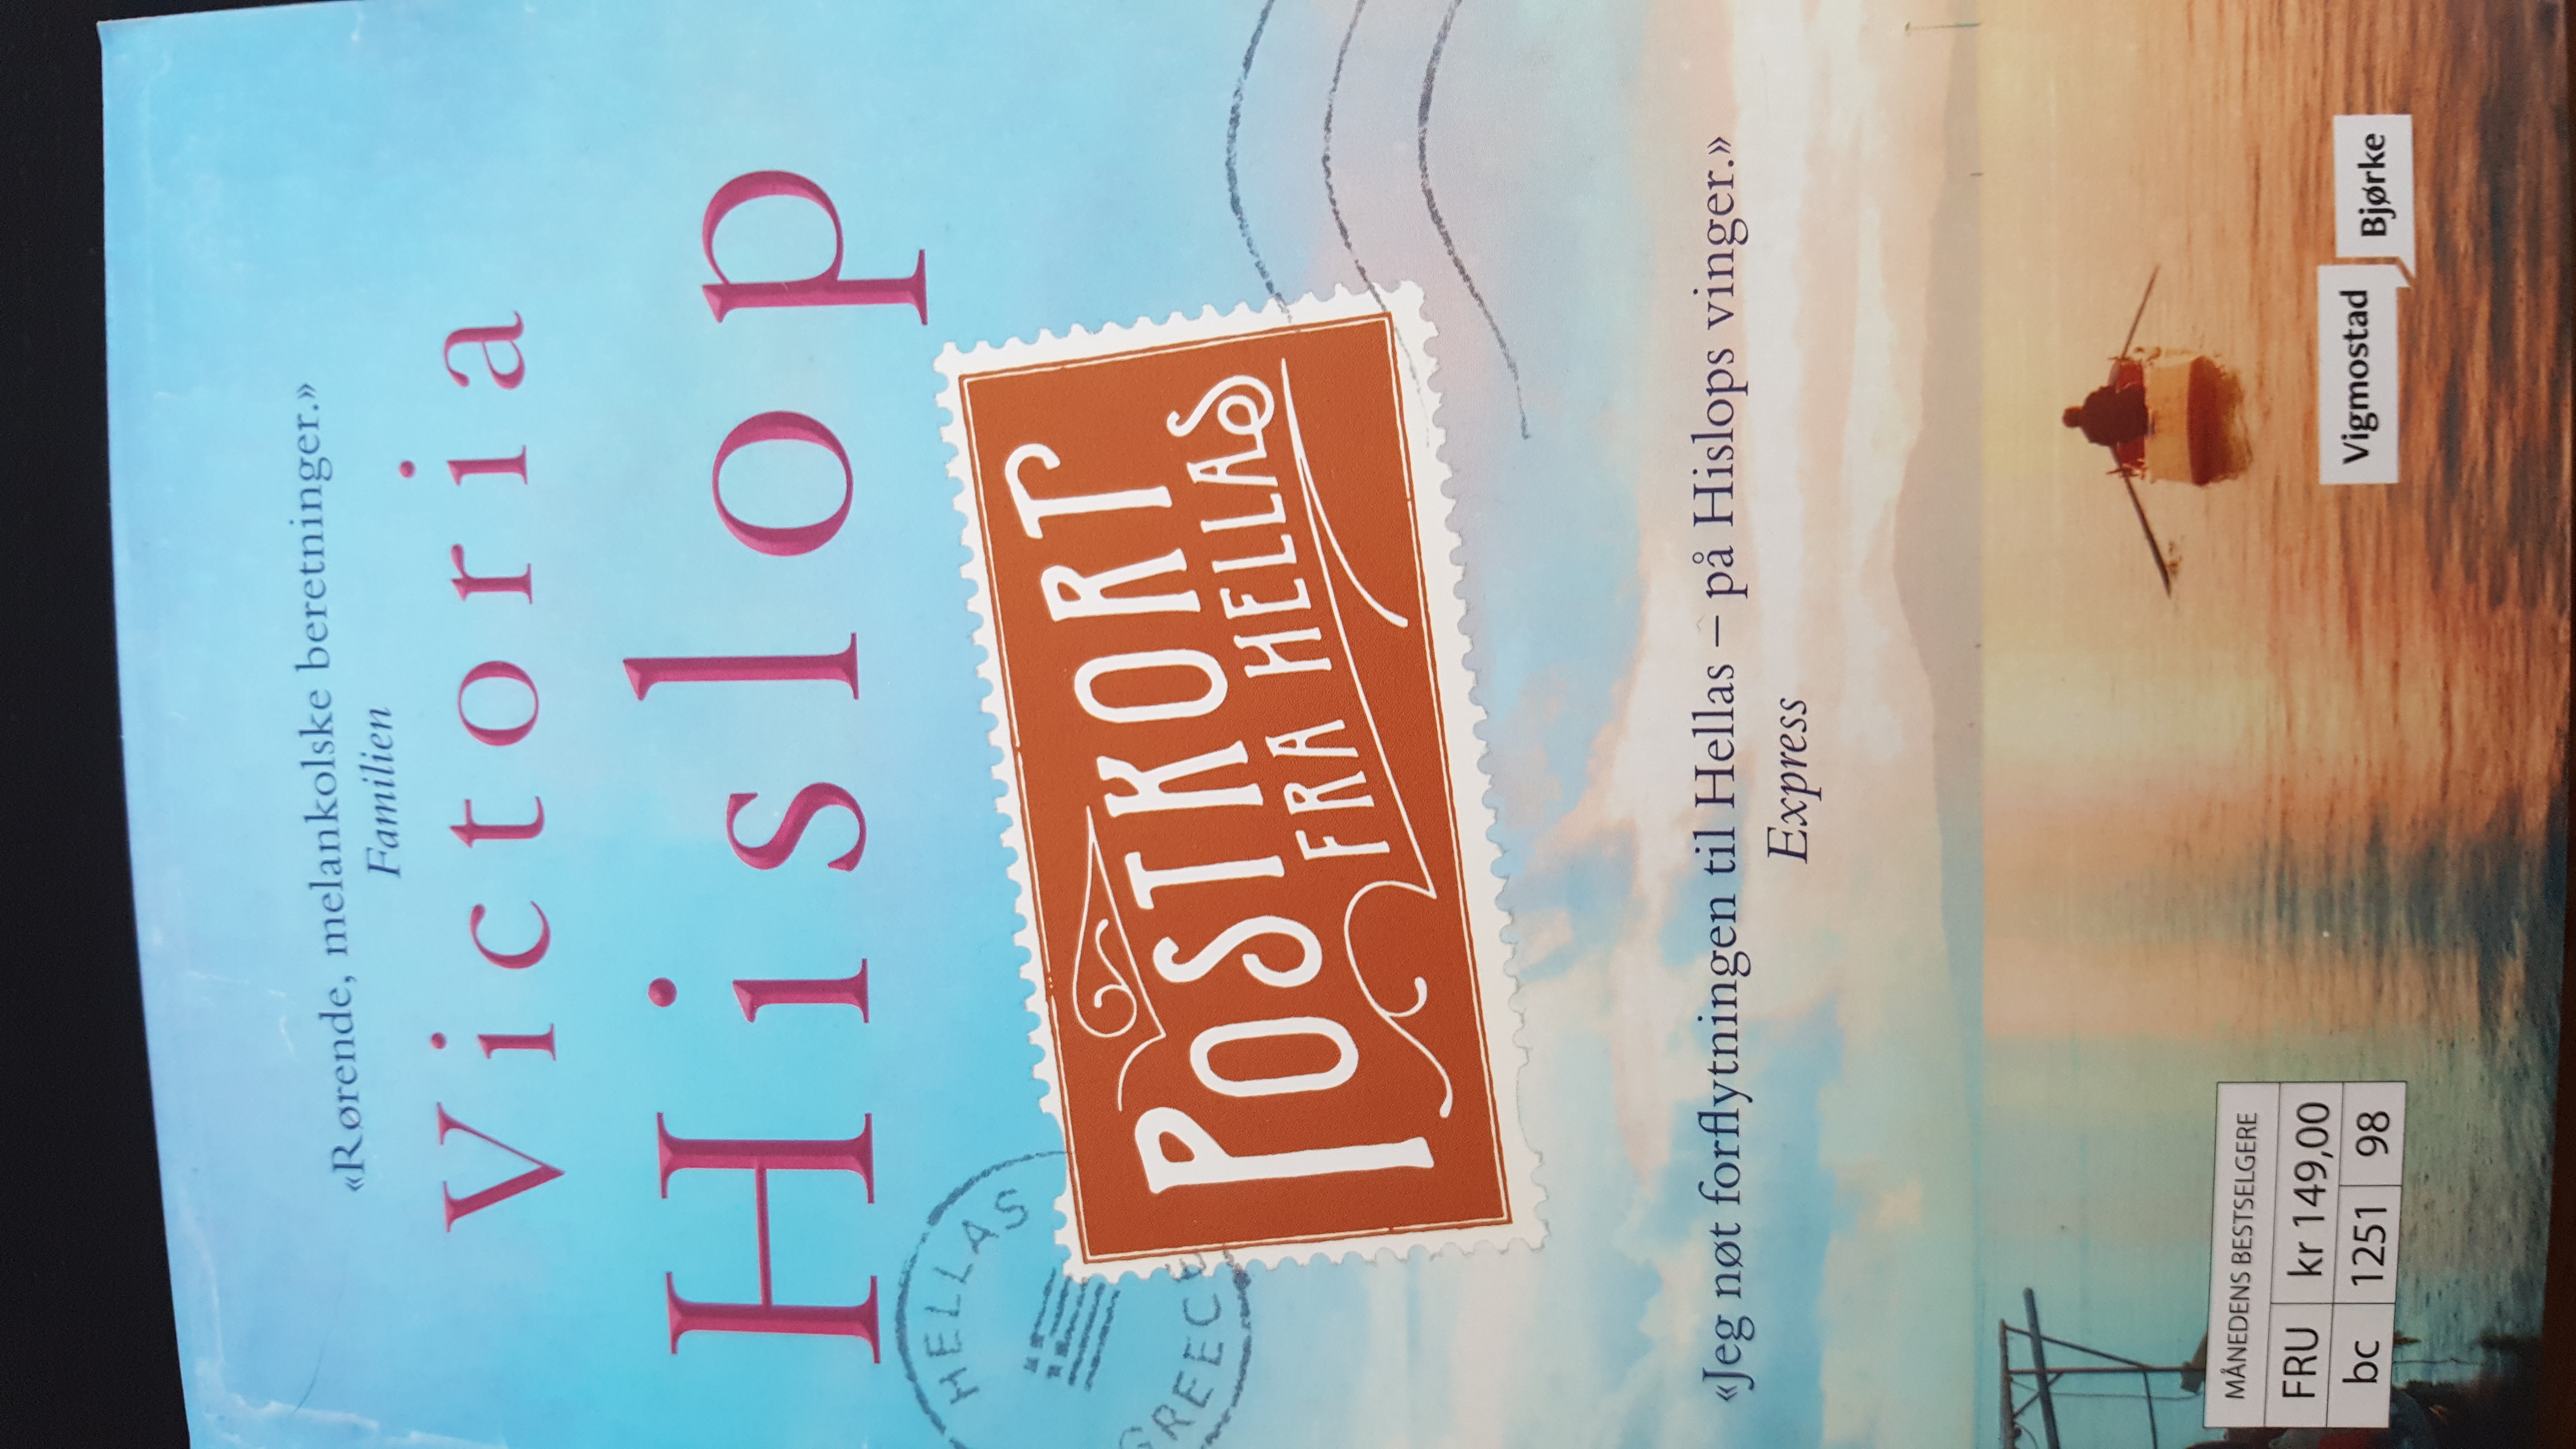 «Rørende, melankolske beretninger.»
Familien
Victoria
Hislop
HELLAS
GREECE
POSTKORT
FRA HELLAS
«Jeg nøt forflytningen til Hellas – på Hislops vinger.»
Express
MÅNEDENS BESTSELGERE
FRU kr 149,00
bc 1251 98
Vigmostad
Bjørke